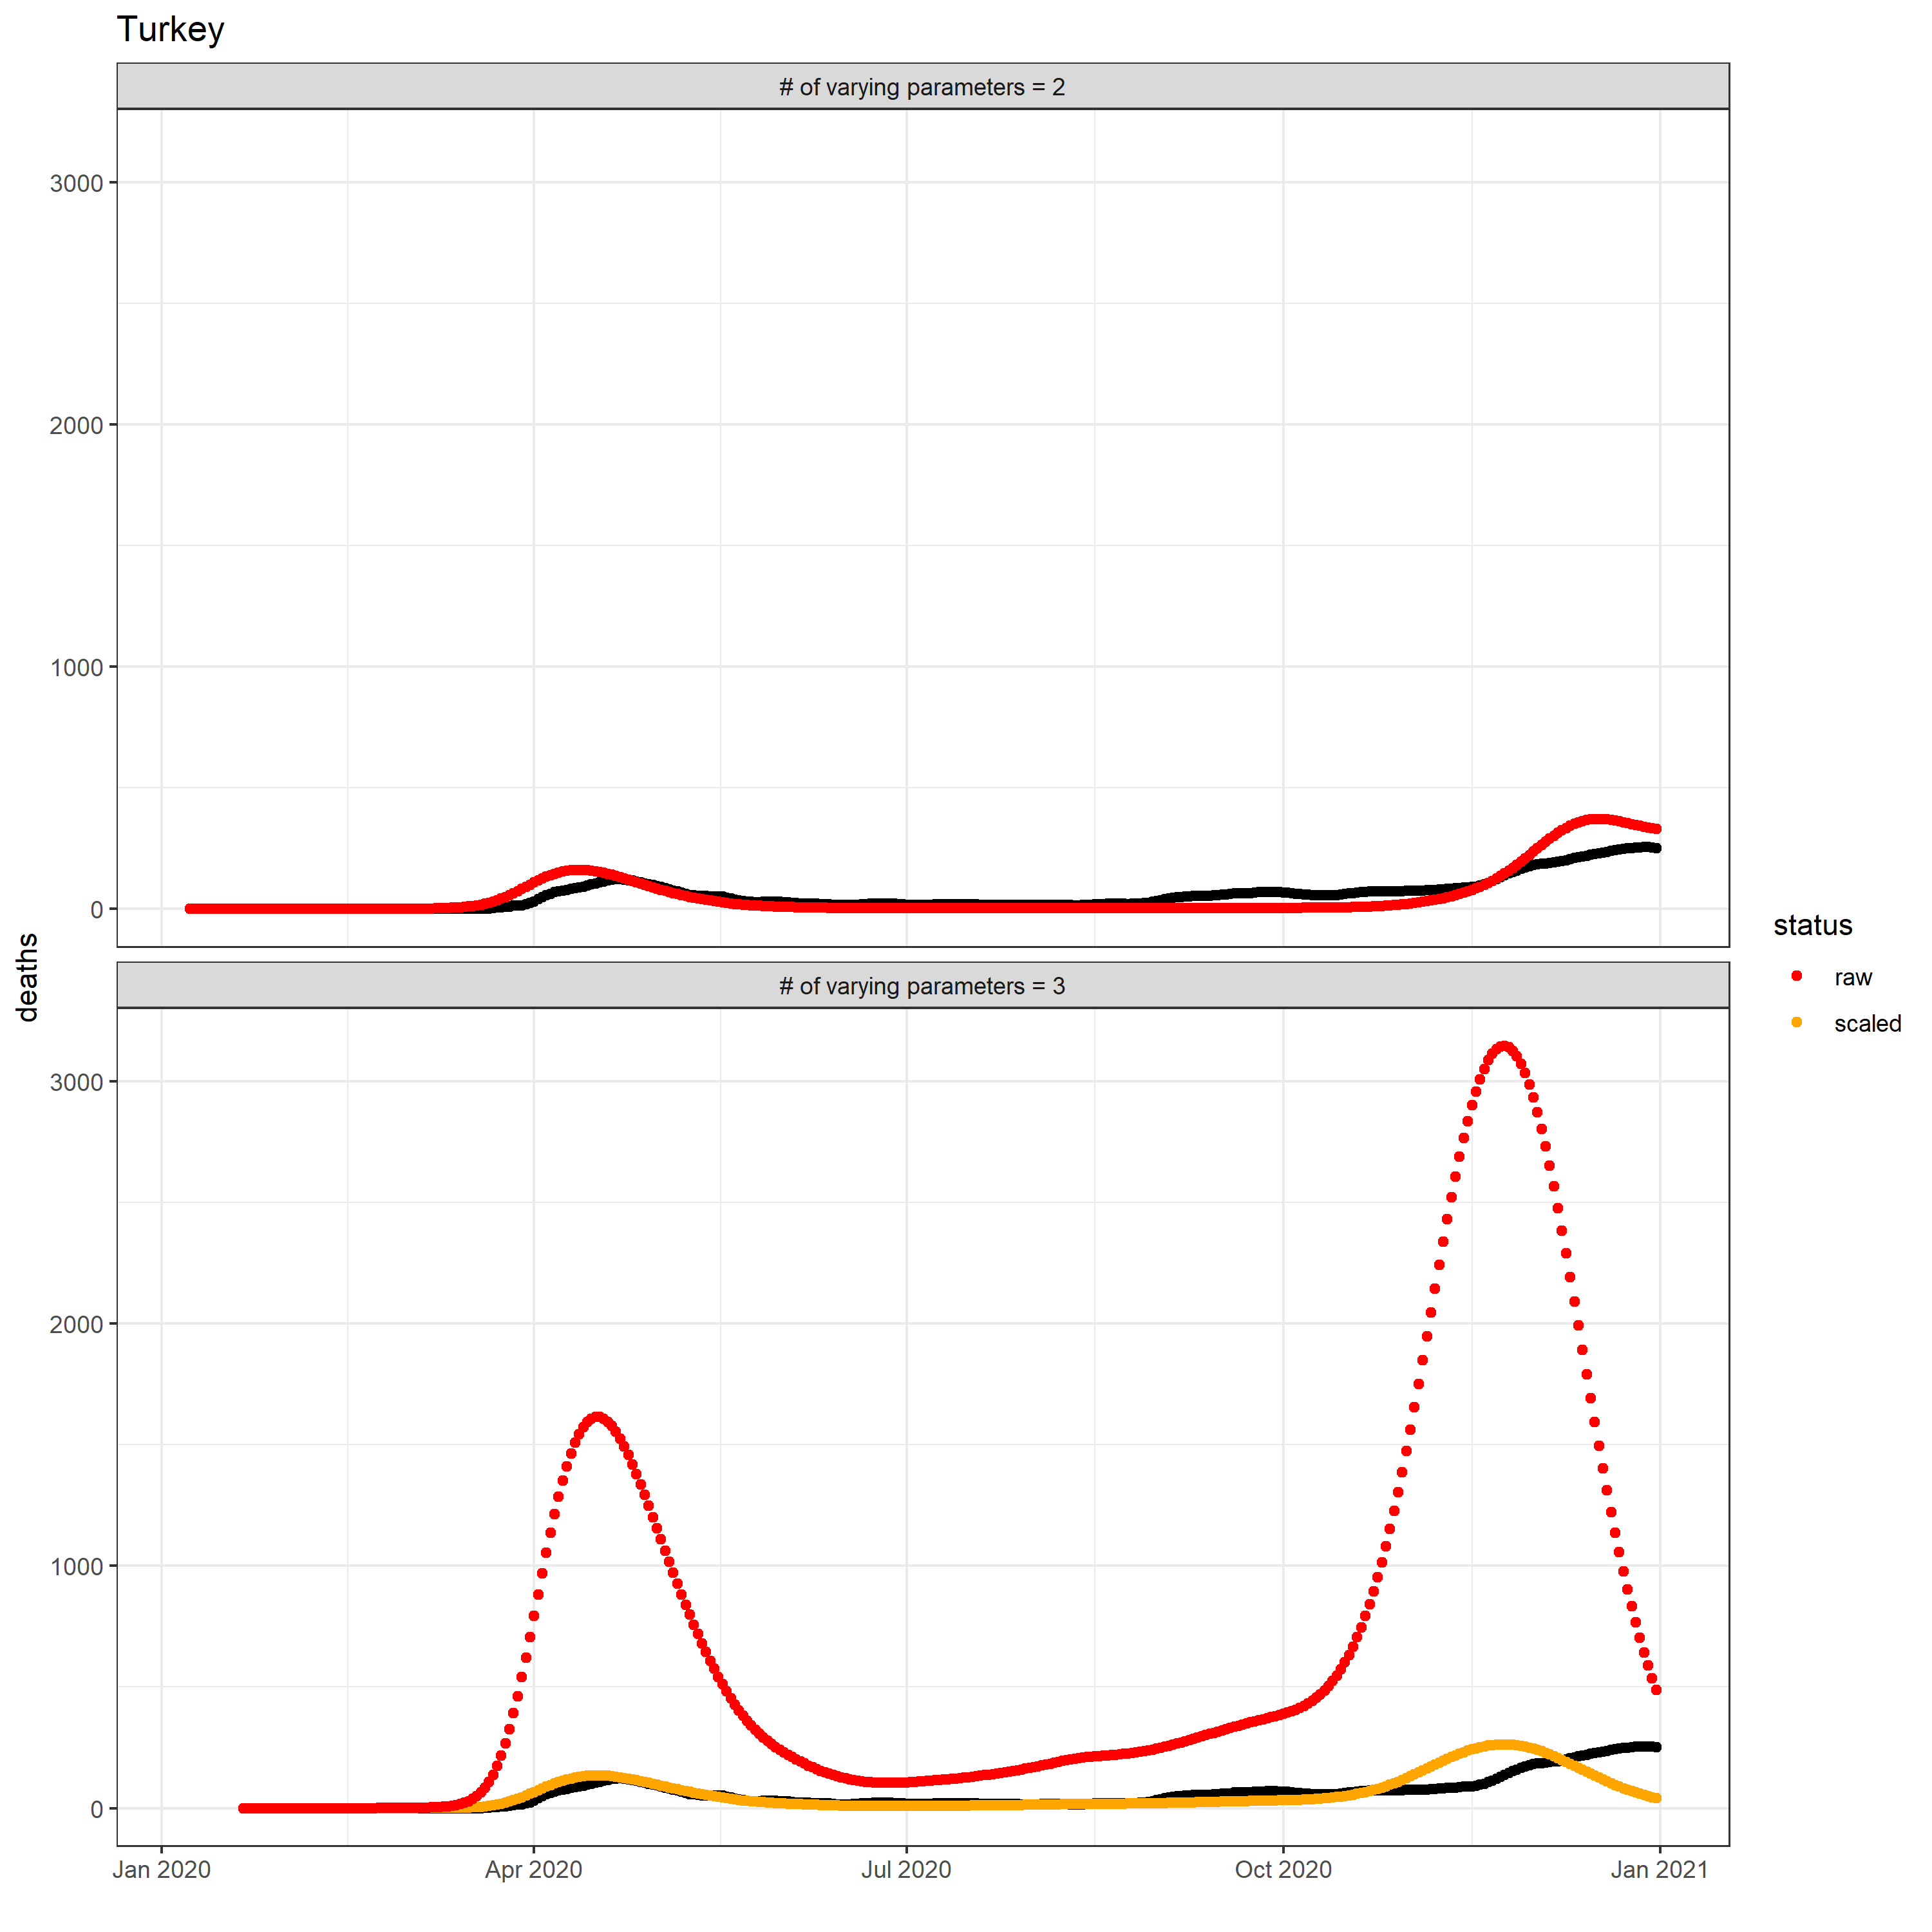 Turkey
# of varying parameters = 2
3000
2000
1000
0
deaths
# of varying parameters = 3
3000
2000
1000
0
Jan 2020
Apr 2020
Jul 2020
Oct 2020
Jan 2021
status
raw
scaled